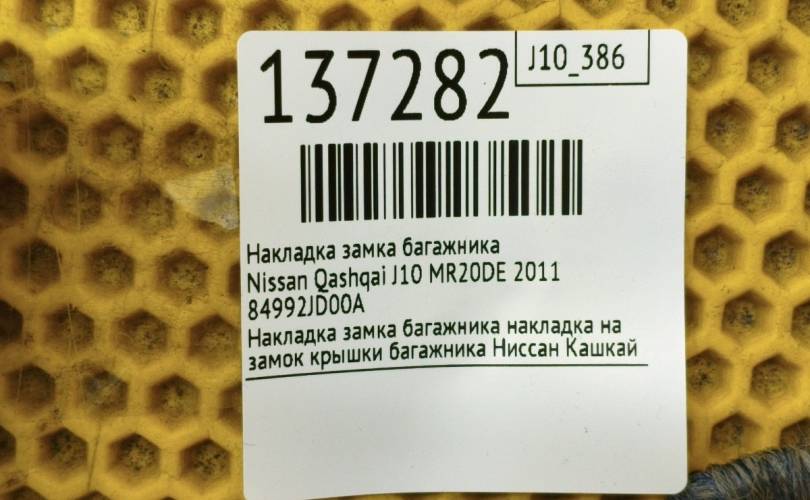 137282
J10_386
Накладка замка багажника
Nissan Qashqai J10 MR20DE 2011
84992JD00A
Накладка замка багажника накладка на
замок крышки багажника Ниссан Кашкай